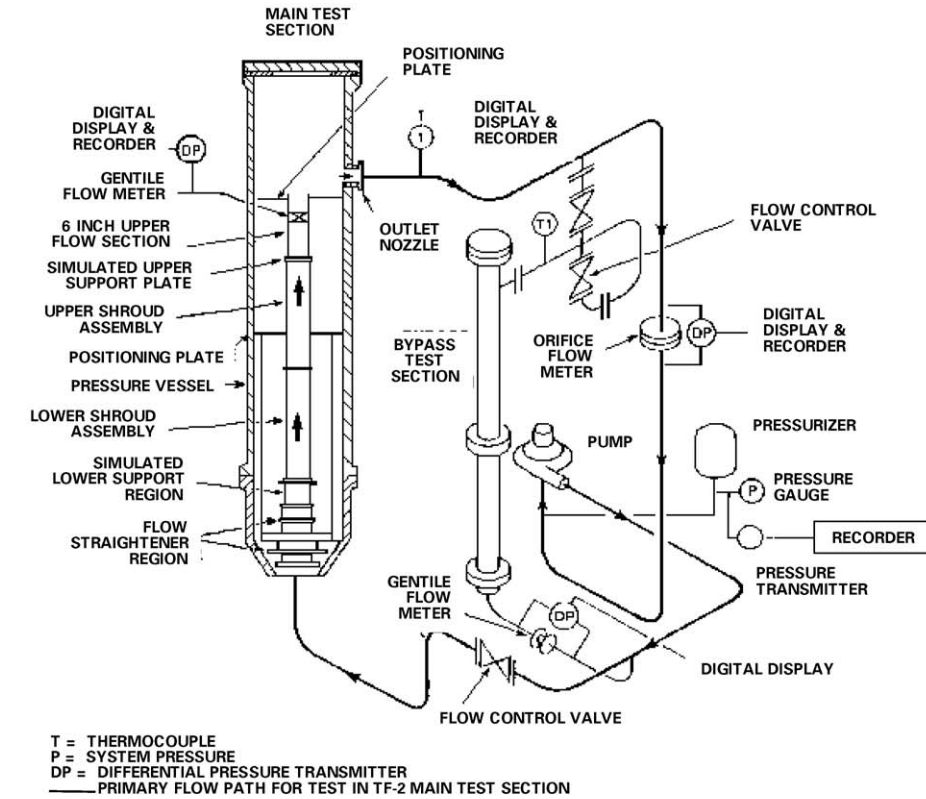 MAIN TEST
SECTION
POSITIONING
PLATE
DIGITAL
DISPLAY &
RECORDER
DP
GENTILE
FLOW METER
6 INCH UPPER
FLOW SECTION
SIMULATED UPPER
SUPPORT PLATE
UPPER SHROUD
ASSEMBLY
POSITIONING PLATE
PRESSURE VESSEL
LOWER SHROUD
ASSEMBLY
SIMULATED
LOWER SUPPORT
REGION
FLOW
STRAIGHTENER
REGION
T
1
DIGITAL
DISPLAY &
RECORDER
OUTLET
NOZZLE
T1
FLOW CONTROL
VALVE
BYPASS
TEST
SECTION
ORIFICE
FLOW
METER
DP
DIGITAL
DISPLAY &
RECORDER
PUMP
PRESSURIZER
P
PRESSURE
GAUGE
RECORDER
PRESSURE
TRANSMITTER
GENTILE
FLOW
METER
DP
DIGITAL DISPLAY
FLOW CONTROL VALVE
T = THERMOCOUPLE
P = SYSTEM PRESSURE
DP = DIFFERENTIAL PRESSURE TRANSMITTER
PRIMARY FLOW PATH FOR TEST IN TF-2 MAIN TEST SECTION